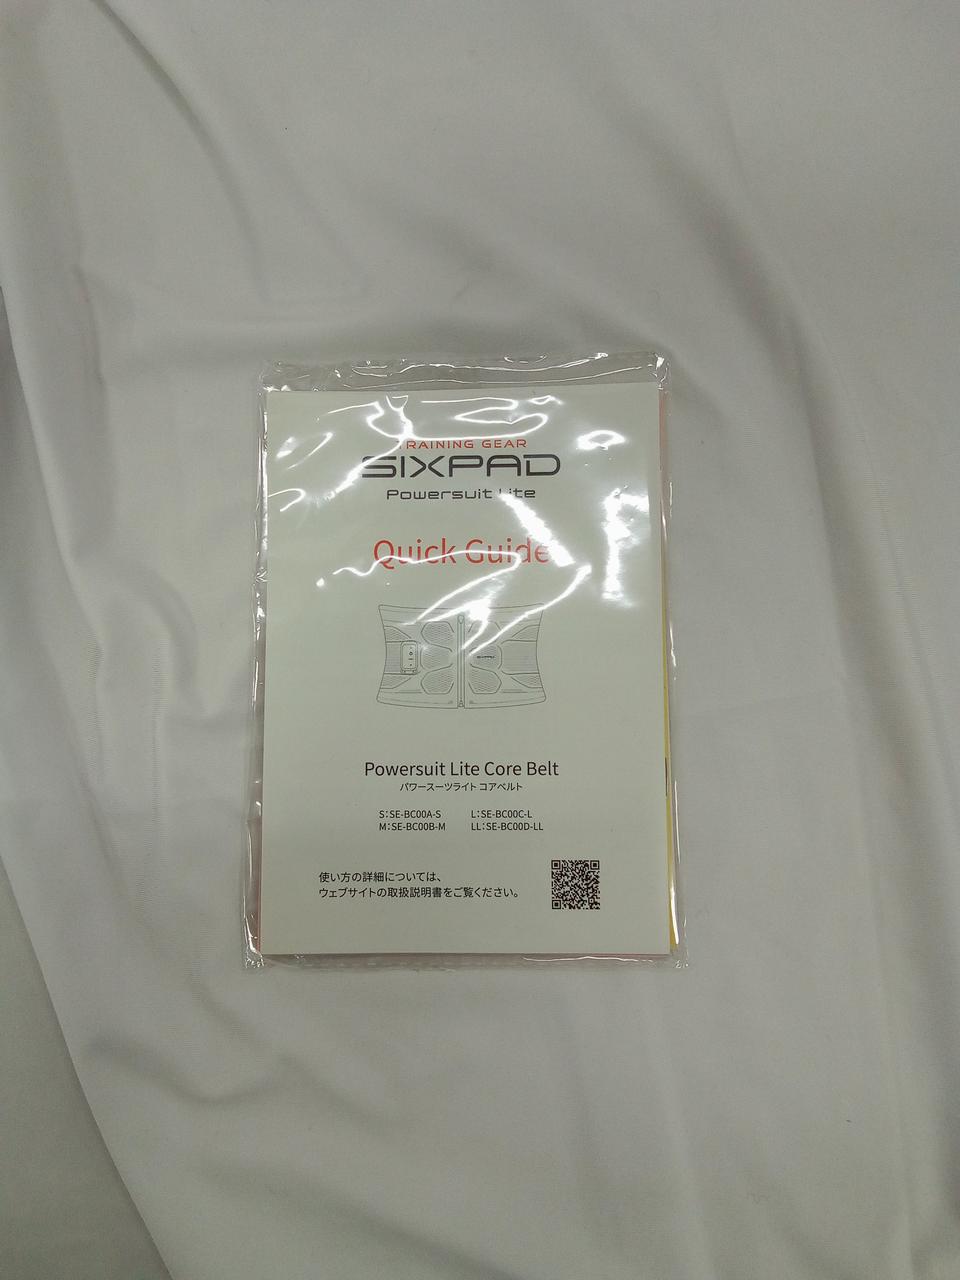 TRAINING GEAR
SIXPAD
Powersuit Lite
Quick Guide
SIXPAD
Powersuit Lite Core Belt
パワースーツライト コアベルト
S:SE-BC00A-S L:SE-BC00C-L
M:SE-BC00B-M LL:SE-BC00D-LL
使い方の詳細については、
ウェブサイトの取扱説明書をご覧ください。